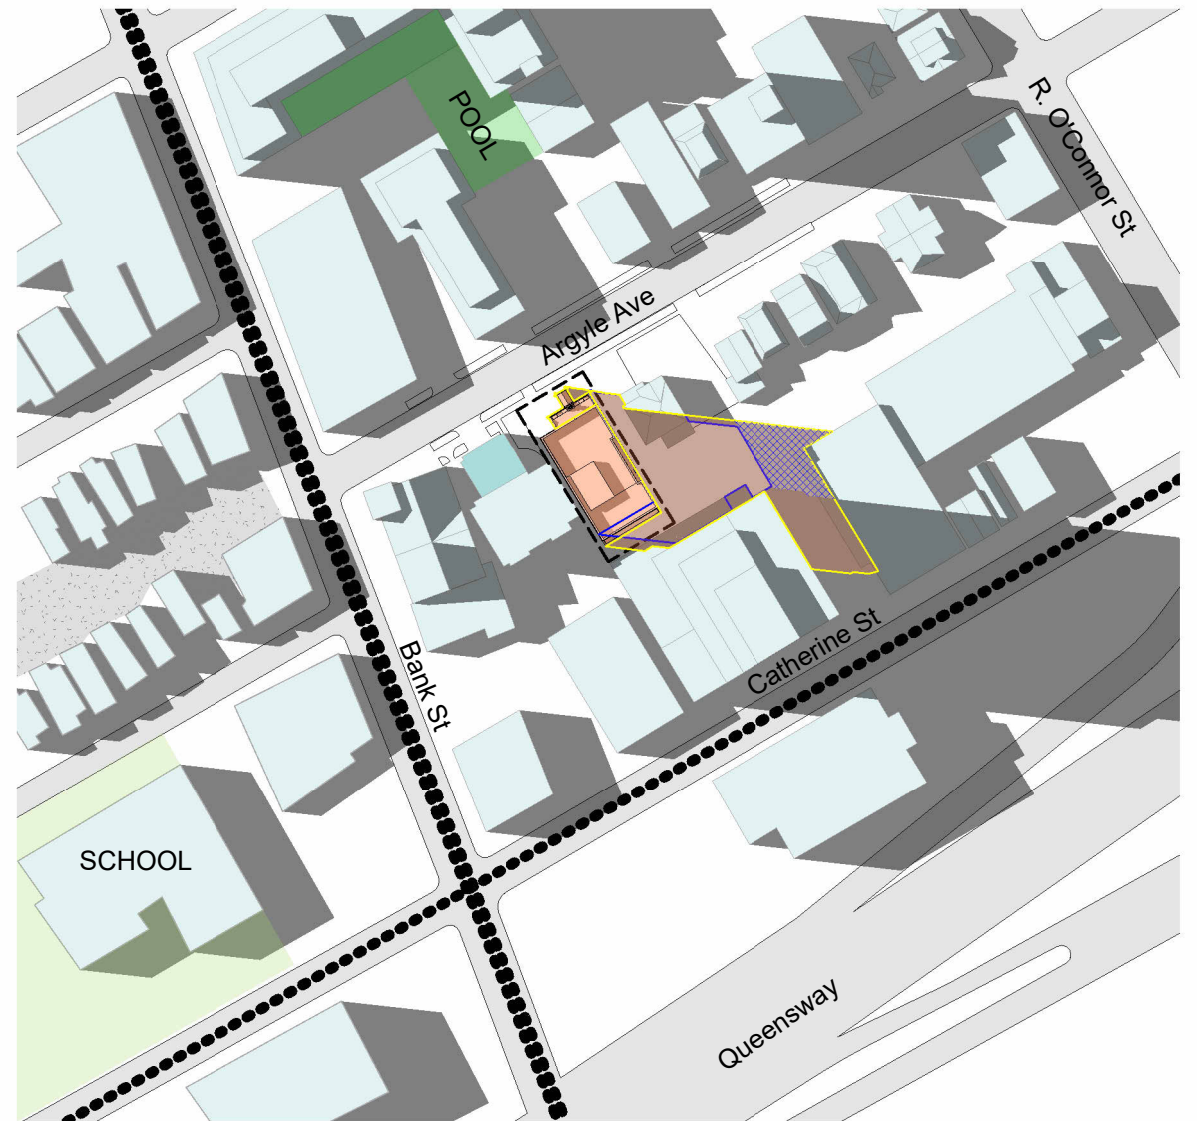 POOL
R. O'Connor St
Argyle Ave
Bank St
Catherine St
SCHOOL
Queensway